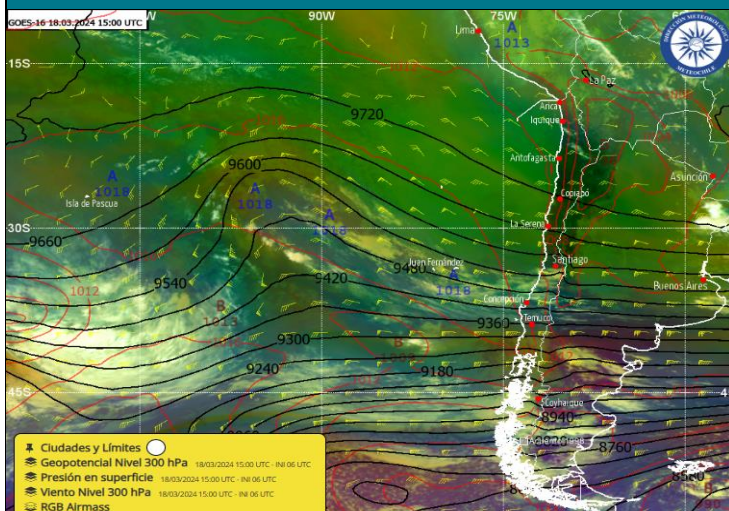 GOES-16 18.03.2024 15:00 UTC
90W
75W
DIRECCIÓN METEOROLÓGICA
METEOCHILE
Lima
A
1013
15S
1012
La Paz
Arica
Iquique
9720
9600
Antofagasta
Asunción
A
1018
Isla de Pascua
A
1018
Copiapó
A
1018
30S
La Serena
9660
9480
Juan Fernández
A
1018
Santiago
9420
9540
Buenos Aires
1012
Concepción
B
1013
9360
Temuco
9300
B
9240
9180
45S
Coyhaique
8940
8760
Ciudades y Límites
Geopotencial Nivel 300 hPa 18/03/2024 15:00 UTC - INI 06 UTC
Presión en superficie 18/03/2024 15:00 UTC - INI 06 UTC
Viento Nivel 300 hPa 18/03/2024 15:00 UTC - INI 06 UTC
RGB Airmass